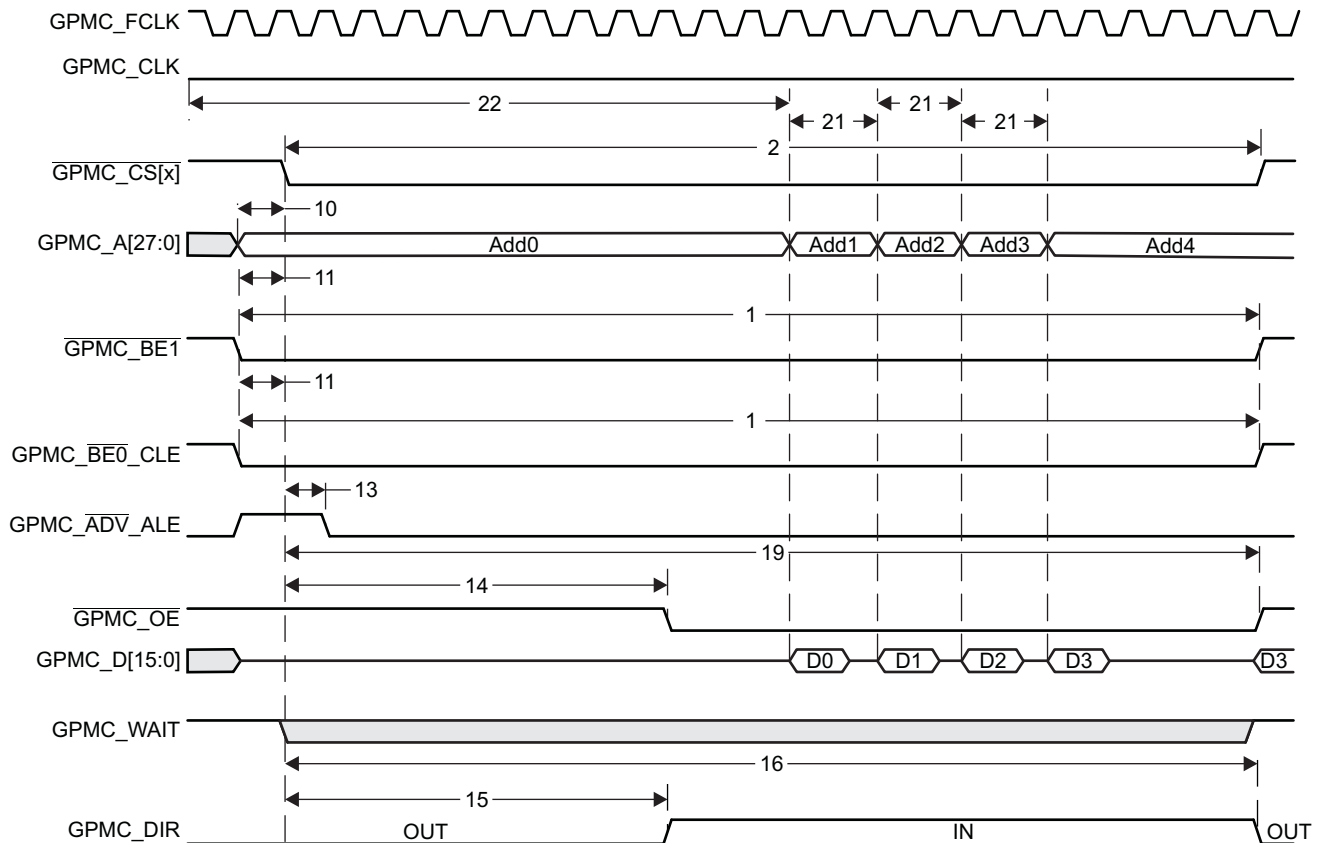 GPMC_FCLK
GPMC_CLK
22
21
21
21
2
GPMC_CS[x]
10
GPMC_A[27:0]
Add0
Add1
Add2
Add3
Add4
11
1
GPMC_BE1
11
1
GPMC_BE0_CLE
13
GPMC_ADV_ALE
19
14
GPMC_OE
GPMC_D[15:0]
D0
D1
D2
D3
D3
GPMC_WAIT
16
15
GPMC_DIR
OUT
IN
OUT